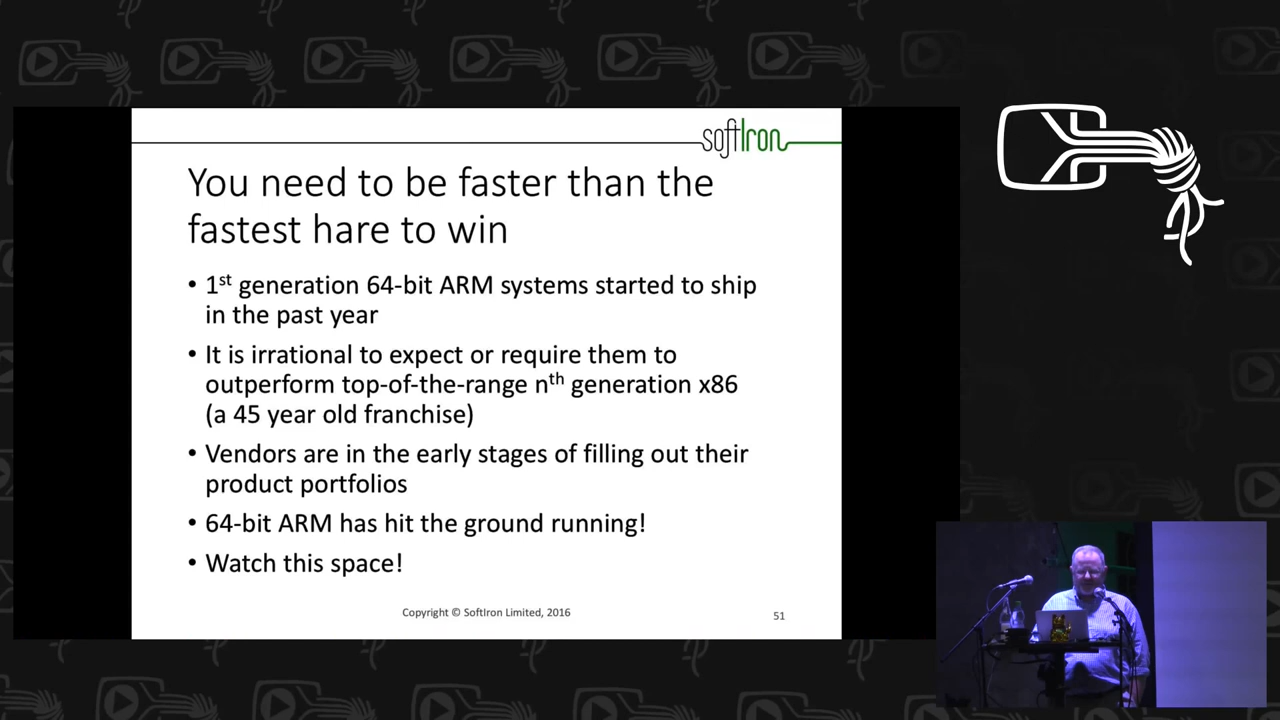 softIron
You need to be faster than the
fastest hare to win
• 1st generation 64-bit ARM systems started to ship
in the past year
• It is irrational to expect or require them to
outperform top-of-the-range nth generation x86
(a 45 year old franchise)
• Vendors are in the early stages of filling out their
product portfolios
• 64-bit ARM has hit the ground running!
• Watch this space!
Copyright © SoftIron Limited, 2016
51